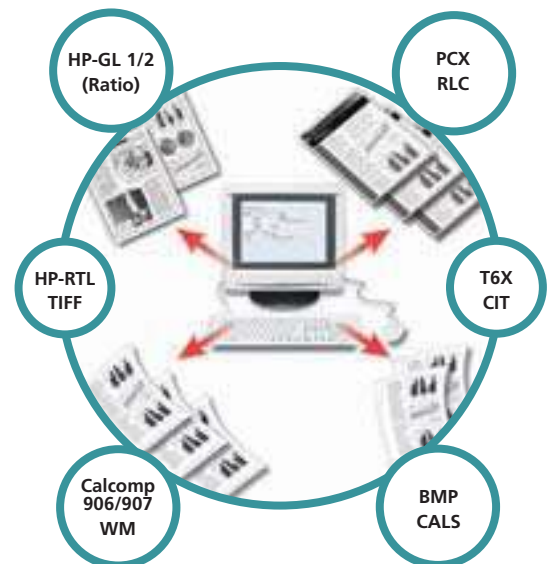 HP-GL 1/2
(Ratio)
PCX
RLC
HP-RTL
TIFF
T6X
CIT
Calcomp
906/907
WM
BMP
CALS